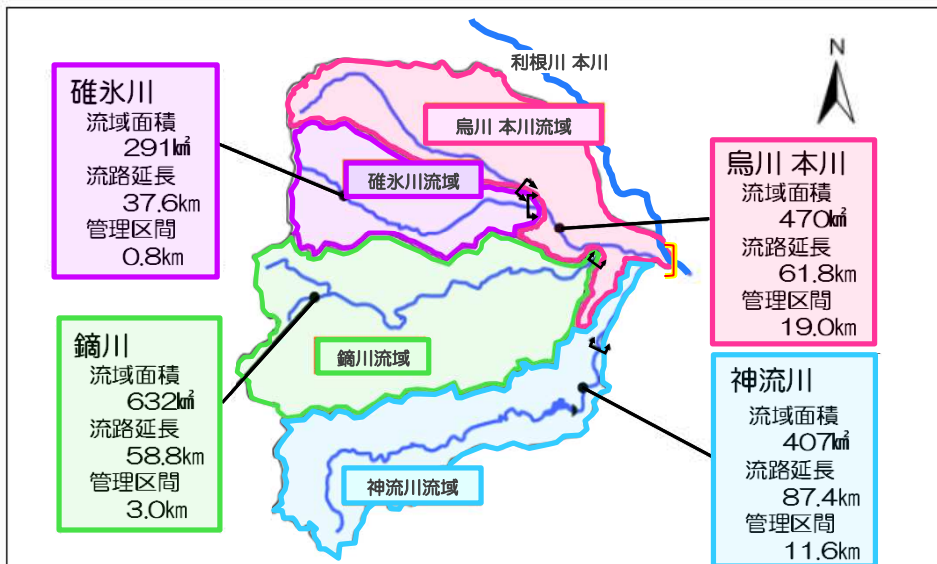 利根川 本川
N
碓氷川
流域面積
291㎢
流路延長
37.6km
管理区間
0.8km
烏川 本川流域
碓氷川流域
烏川 本川
流域面積
470㎢
流路延長
61.8km
管理区間
19.0km
鏑川
流域面積
632㎢
流路延長
58.8km
管理区間
3.0km
鏑川流域
神流川
流域面積
407㎢
流路延長
87.4km
管理区間
11.6km
神流川流域